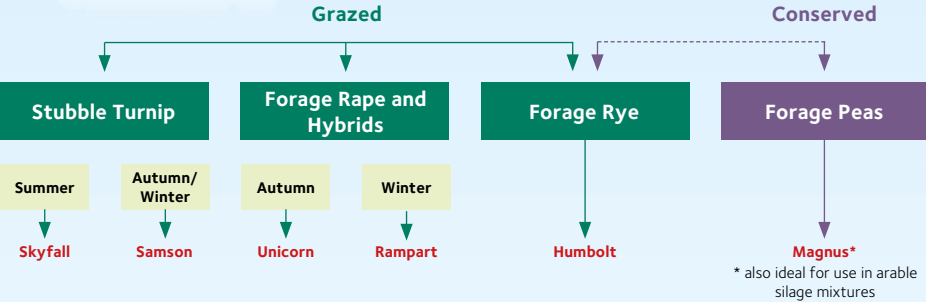 Grazed
Conserved
Stubble Turnip
Forage Rape and
Hybrids
Forage Rye
Forage Peas
Summer
Autumn/
Winter
Autumn
Winter
Skyfall
Samson
Unicorn
Rampart
Humbolt
Magnus*
* also ideal for use in arable
silage mixtures